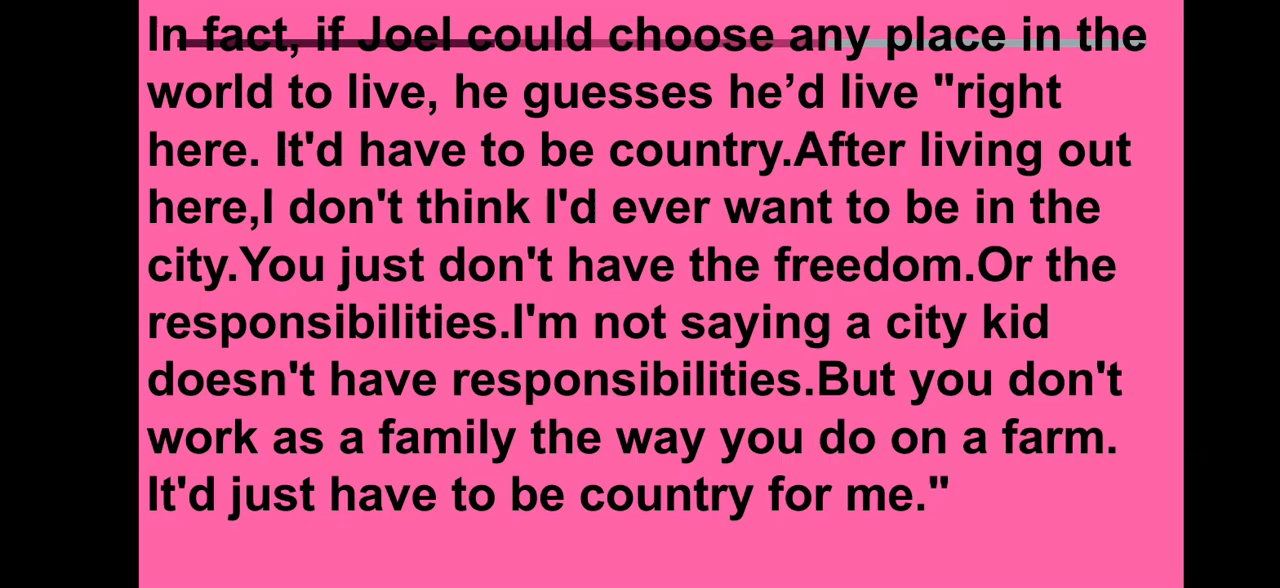 In fact, if Joel could choose any place in the
world to live, he guesses he’d live "right
here. It'd have to be country.After living out
here,I don't think I'd ever want to be in the
city.You just don't have the freedom.Or the
responsibilities.I'm not saying a city kid
doesn't have responsibilities.But you don't
work as a family the way you do on a farm.
It'd just have to be country for me."